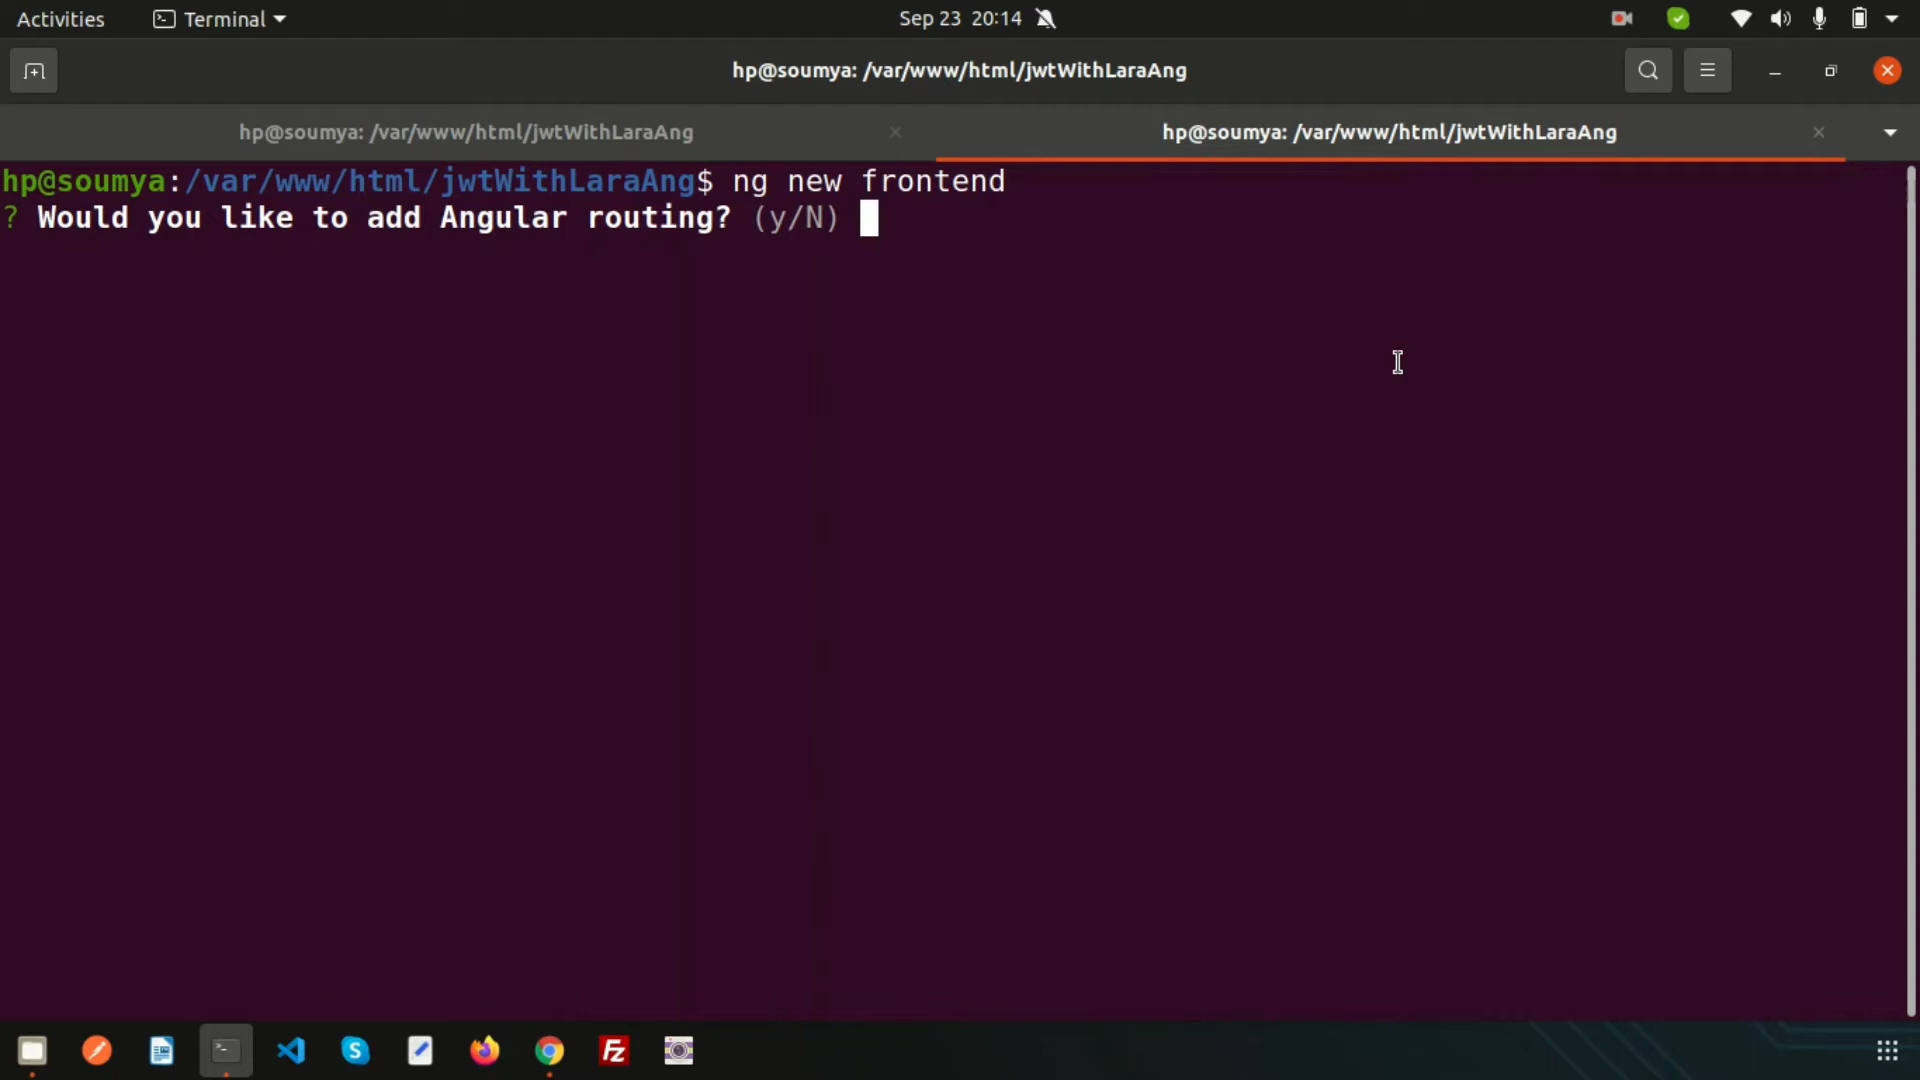 Activities
Terminal
Sep 23 20:14
hp@soumya: /var/www/html/jwtWithLaraAng
hp@soumya: /var/www/html/jwtWithLaraAng
hp@soumya: /var/www/html/jwtWithLaraAng
hp@soumya:/var/www/html/jwtWithLaraAng$ ng new frontend
? Would you like to add Angular routing? (y/N)